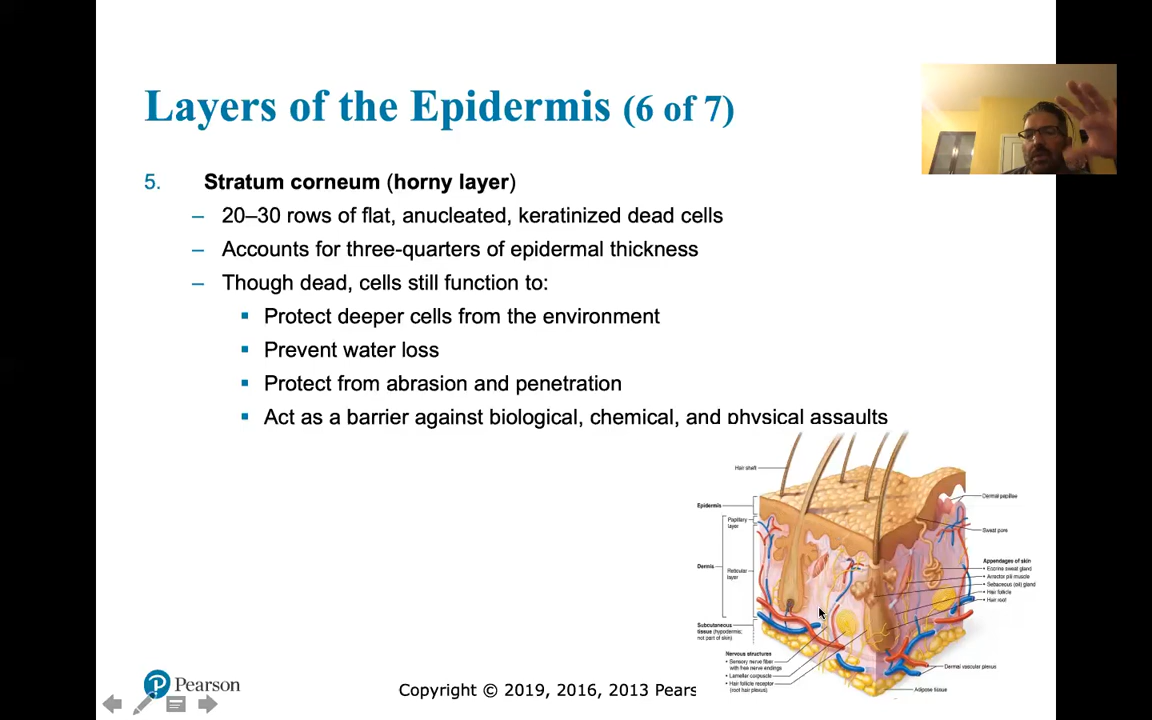 Layers of the Epidermis (6 of 7)
5. Stratum corneum (horny layer)
– 20–30 rows of flat, anucleated, keratinized dead cells
– Accounts for three-quarters of epidermal thickness
– Though dead, cells still function to:
▪ Protect deeper cells from the environment
▪ Prevent water loss
▪ Protect from abrasion and penetration
▪ Act as a barrier against biological, chemical, and physical assaults
Hair shaft
Epidermis
Papillary
layer
Dermis
Reticular
layer
Subcutaneous
tissue (hypodermis;
not part of skin)
Nervous structures
• Sensory nerve fiber
with free nerve endings
• Lamellar corpuscle
• Hair follicle receptor
(root hair plexus)
Dermal papillae
Sweat pore
Appendages of skin
• Eccrine sweat gland
• Arrector pili muscle
• Sebaceous (oil) gland
• Hair follicle
• Hair root
Dermal vascular plexus
Adipose tissue
P Pearson
Copyright © 2019, 2016, 2013 Pears